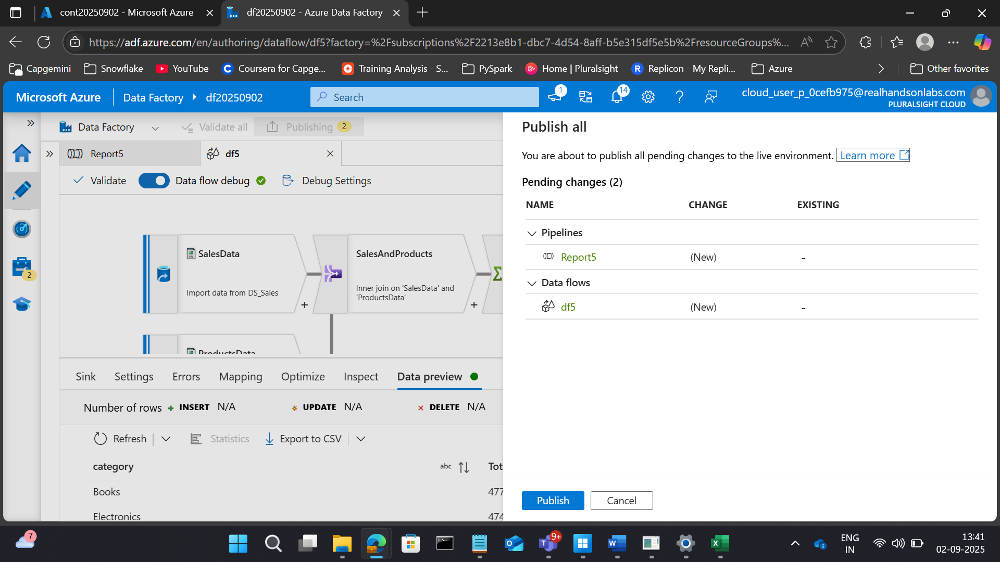 cont20250902 - Microsoft Azure
df20250902 - Azure Data Factory
https://adf.azure.com/en/authoring/dataflow/df5?factory=%2Fsubscriptions%2F2213e8b1-dbc7-4d54-8aff-b5e315df5e5b%2FresourceGroups%...
Capgemini Snowflake YouTube Coursera for Capge... Training Analysis - S... PySpark Home | Pluralsight Replicon - My Repli... Azure Other favorites
Microsoft Azure Data Factory df20250902 Search 1 14 cloud_user_p_0cefb975@realhandsonlabs.com
PLURALSIGHT CLOUD
Data Factory Validate all Publishing 2
Report5 df5
Validate Data flow debug Debug Settings
2
SalesData
Import data from DS_Sales
SalesAndProducts
Inner join on 'SalesData' and
'ProductsData'
ProductsData
Sink Settings Errors Mapping Optimize Inspect Data preview
Number of rows + INSERT N/A UPDATE N/A DELETE N/A
Refresh Statistics Export to CSV
category abc Tot
Books 477
Electronics 474
Publish all
You are about to publish all pending changes to the live environment. Learn more
Pending changes (2)
NAME CHANGE EXISTING
Pipelines
Report5 (New) -
Data flows
df5 (New) -
Publish Cancel
7 9+ ENG
IN
13:41
02-09-2025